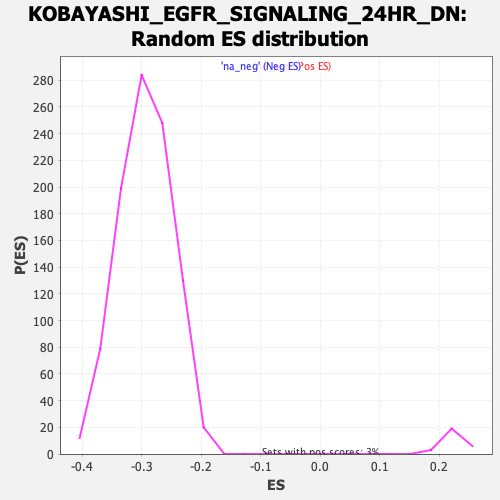 KOBAYASHI_EGFR_SIGNALING_24HR_DN:
Random ES distribution
'na_neg' (Neg ES)
Pos ES)
280
260
240
220
200
180
160
140
120
100
80
60
40
20
0
P(ES)
Sets with pos scores: 3%
-0.4 -0.3 -0.2 -0.1 0.0 0.1 0.2
ES